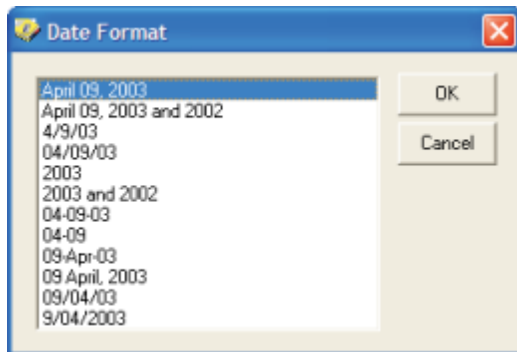 Date Format
April 09, 2003
April 09, 2003 and 2002
4/9/03
04/09/03
2003
2003 and 2002
04-09-03
04-09
09-Apr-03
09 April, 2003
09/04/03
9/04/2003
OK
Cancel